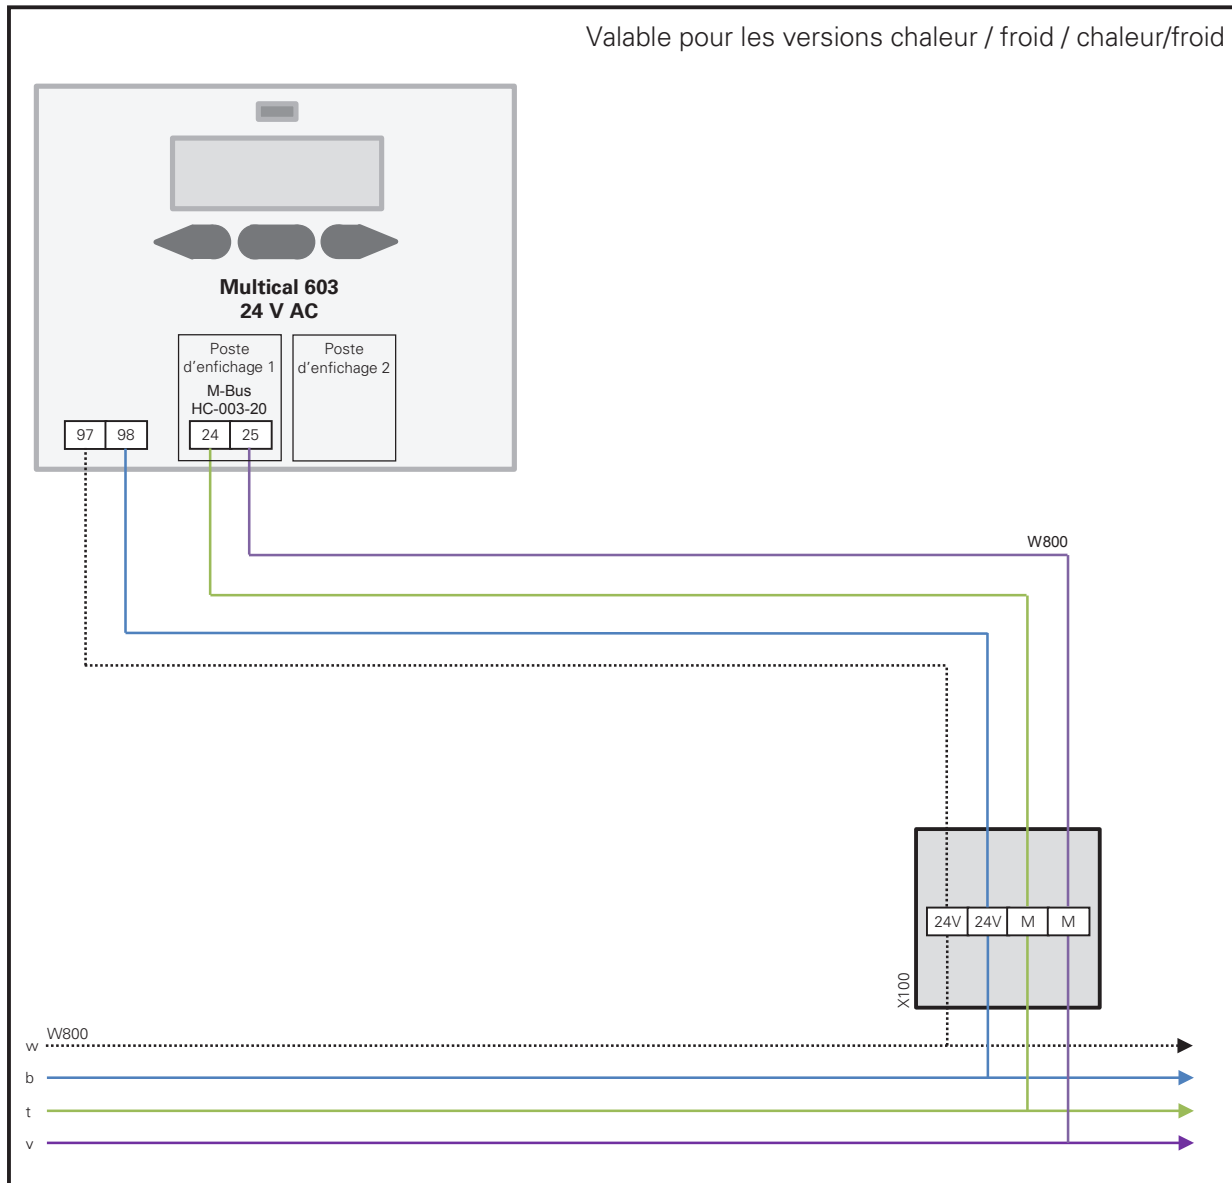 Valable pour les versions chaleur / froid / chaleur/froid
Multical 603
24 V AC
Poste
d'enfichage 1
M-Bus
HC-003-20
Poste
d'enfichage 2
97 98
24 25
W800
24V 24V M M
X100
W800
w
b
t
v